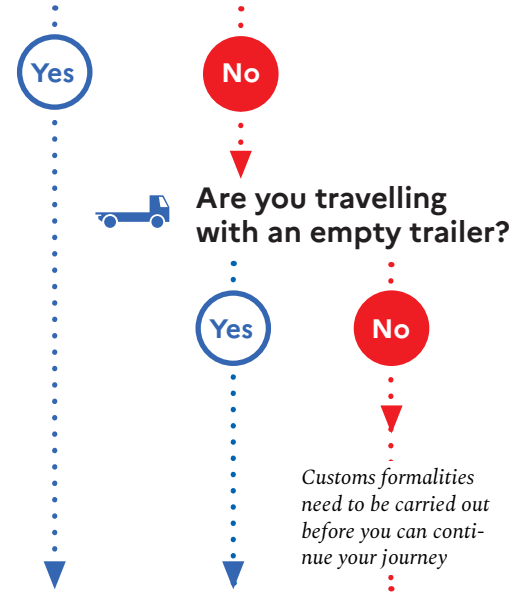 Yes
No
Are you travelling
with an empty trailer?
Yes
No
Customs formalities
need to be carried out
before you can conti-
nue your journey